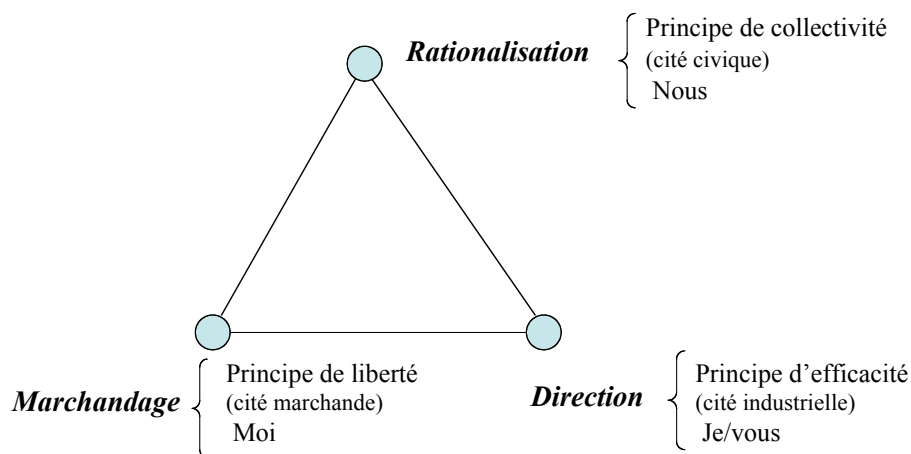 Rationalisation
Principe de collectivité
(cité civique)
Nous
Marchandage
Principe de liberté
(cité marchande)
Moi
Direction
Principe d’efficacité
(cité industrielle)
Je/vous